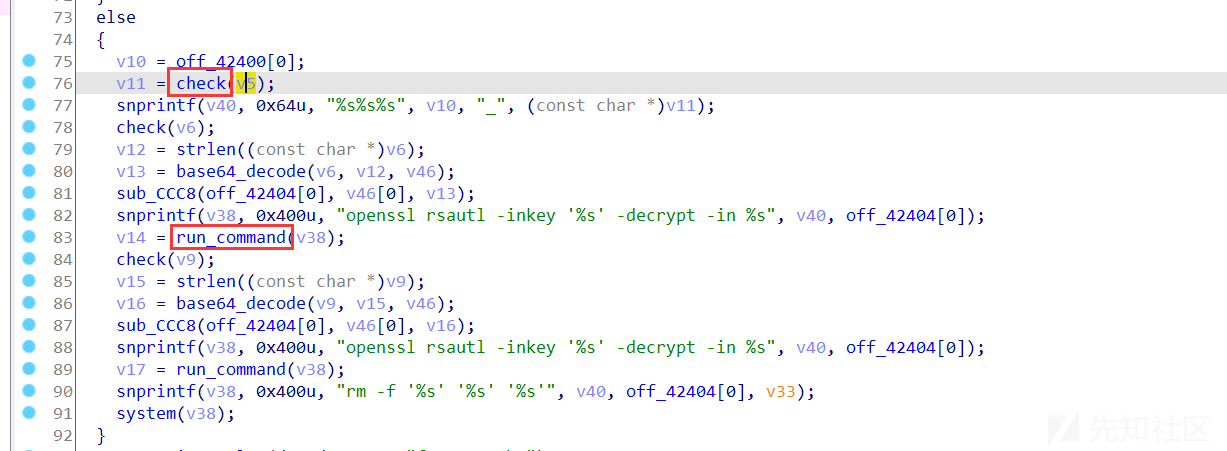 73 else
74 {
75 v10 = off_42400[0];
76 v11 = check(v5);
77 snprintf(v40, 0x64u, "%s%s%s", v10, "_", (const char *)v11);
78 check(v6);
79 v12 = strlen((const char *)v6);
80 v13 = base64_decode(v6, v12, v46);
81 sub_CCC8(off_42404[0], v46[0], v13);
82 snprintf(v38, 0x400u, "openssl rsautl -inkey '%s' -decrypt -in %s", v40, off_42404[0]);
83 v14 = run_command(v38);
84 check(v9);
85 v15 = strlen((const char *)v9);
86 v16 = base64_decode(v9, v15, v46);
87 sub_CCC8(off_42404[0], v46[0], v16);
88 snprintf(v38, 0x400u, "openssl rsautl -inkey '%s' -decrypt -in %s", v40, off_42404[0]);
89 v17 = run_command(v38);
90 snprintf(v38, 0x400u, "rm -f '%s' '%s' '%s'", v40, off_42404[0], v33);
91 system(v38);
92 }
先知社区